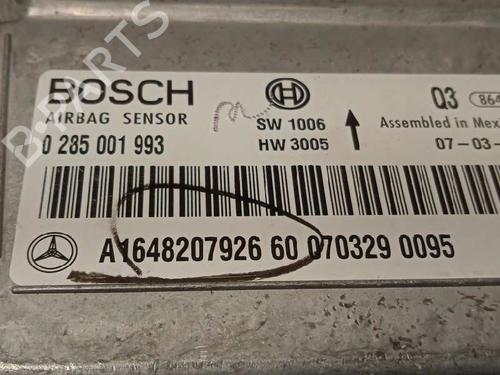 B-PARTS
BOSCH
AIRBAG SENSOR
0 285 001 993
SW 1006
HW 3005
Q3
864
Assembled in Mex
07-03-
A1648207926 60 070329 0095